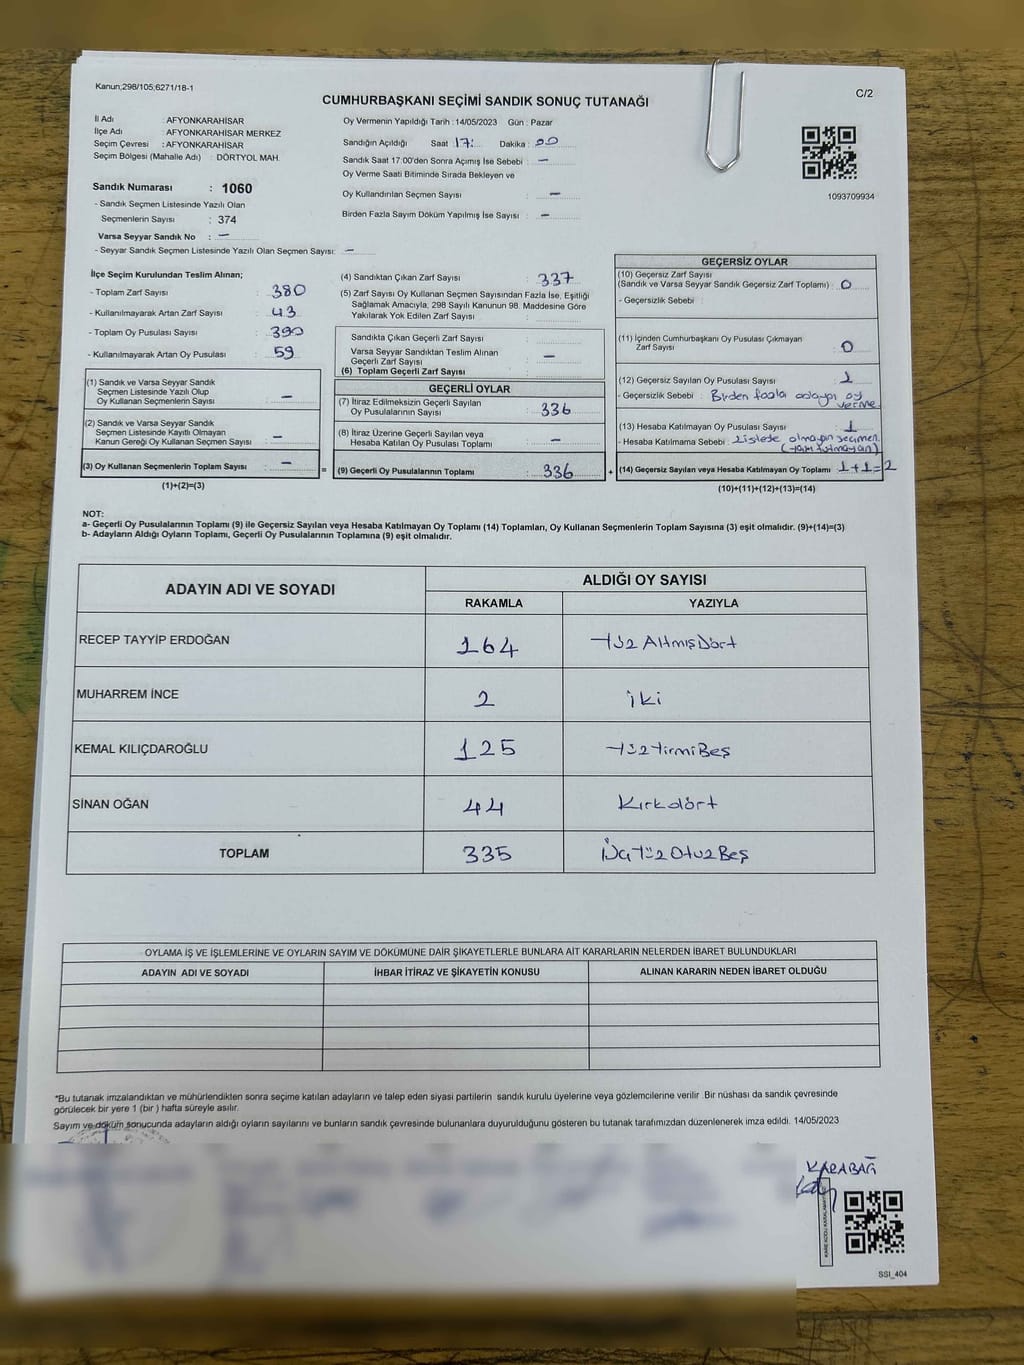 Kanun;298/105;6271/18-1
C/2
CUMHURBAŞKANI SEÇİMİ SANDIK SONUÇ TUTANAĞI
İl Adı : AFYONKARAHİSAR
İlçe Adı : AFYONKARAHİSAR MERKEZ
Seçim Çevresi : AFYONKARAHİSAR
Seçim Bölgesi (Mahalle Adı) : DÖRTYOL MAH.
Sandık Numarası : 1060
- Sandık Seçmen Listesinde Yazılı Olan
Seçmenlerin Sayısı : 374
Varsa Seyyar Sandık No : –
- Seyyar Sandık Seçmen Listesinde Yazılı Olan Seçmen Sayısı: –
Oy Vermenin Yapıldığı Tarih : 14/05/2023 Gün : Pazar
Sandığın Açıldığı Saat 17: Dakika : 00
Sandık Saat 17:00'den Sonra Açımış İse Sebebi : –
Oy Verme Saati Bitiminde Sırada Bekleyen ve
Oy Kullandırılan Seçmen Sayısı : –
Birden Fazla Sayım Döküm Yapılmış İse Sayısı : –
1093709934
İlçe Seçim Kurulundan Teslim Alınan;
- Toplam Zarf Sayısı : 380
- Kullanılmayarak Artan Zarf Sayısı : 43
- Toplam Oy Pusulası Sayısı : 390
- Kullanılmayarak Artan Oy Pusulası : 59
(1) Sandık ve Varsa Seyyar Sandık
Seçmen Listesinde Yazılı Olup
Oy Kullanan Seçmenlerin Sayısı : –
(2) Sandık ve Varsa Seyyar Sandık
Seçmen Listesinde Kayıtlı Olmayan
Kanun Gereği Oy Kullanan Seçmen Sayısı : –
(3) Oy Kullanan Seçmenlerin Toplam Sayısı : – =
(1)+(2)=(3)
(4) Sandıktan Çıkan Zarf Sayısı : 337
(5) Zarf Sayısı Oy Kullanan Seçmen Sayısından Fazla İse, Eşitliği
Sağlamak Amacıyla, 298 Sayılı Kanunun 98. Maddesine Göre
Yakılarak Yok Edilen Zarf Sayısı :
Sandıkta Çıkan Geçerli Zarf Sayısı :
Varsa Seyyar Sandıktan Teslim Alınan
Geçerli Zarf Sayısı : –
(6) Toplam Geçerli Zarf Sayısı :
GEÇERLİ OYLAR
(7) İtiraz Edilmeksizin Geçerli Sayılan
Oy Pusulalarının Sayısı : 336
(8) İtiraz Üzerine Geçerli Sayılan veya
Hesaba Katılan Oy Pusulası Toplamı : –
(9) Geçerli Oy Pusulalarının Toplamı : 336 +
GEÇERSİZ OYLAR
(10) Geçersiz Zarf Sayısı
(Sandık ve Varsa Seyyar Sandık Geçersiz Zarf Toplamı) : 0
- Geçersizlik Sebebi :
(11) İçinden Cumhurbaşkanı Oy Pusulası Çıkmayan
Zarf Sayısı : 0
(12) Geçersiz Sayılan Oy Pusulası Sayısı : 1
- Geçersizlik Sebebi : Birden fazla adaya oy
verme
(13) Hesaba Katılmayan Oy Pusulası Sayısı : 1
- Hesaba Katılmama Sebebi : Listede olmayan seçmen
(14) Geçersiz Sayılan veya Hesaba Katılmayan Oy Toplamı : 1+1=2
(10)+(11)+(12)+(13)=(14)
NOT:
a- Geçerli Oy Pusulalarının Toplamı (9) ile Geçersiz Sayılan veya Hesaba Katılmayan Oy Toplamı (14) Toplamları, Oy Kullanan Seçmenlerin Toplam Sayısına (3) eşit olmalıdır. (9)+(14)=(3)
b- Adayların Aldığı Oyların Toplamı, Geçerli Oy Pusulalarının Toplamına (9) eşit olmalıdır.
ADAYIN ADI VE SOYADI ALDIĞI OY SAYISI
RAKAMLA YAZIYLA
RECEP TAYYİP ERDOĞAN 164 Yüz AltmışDört
MUHARREM İNCE 2 iki
KEMAL KILIÇDAROĞLU 125 YüzYirmiBeş
SİNAN OĞAN 44 Kırkdört
TOPLAM 335 ÜçYüzOtuzBeş
OYLAMA İŞ VE İŞLEMLERİNE VE OYLARIN SAYIM VE DÖKÜMÜNE DAİR ŞİKAYETLERLE BUNLARA AİT KARARLARIN NELERDEN İBARET BULUNDUKLARI
ADAYIN ADI VE SOYADI İHBAR İTİRAZ VE ŞİKAYETİN KONUSU ALINAN KARARIN NEDEN İBARET OLDUĞU
*Bu tutanak imzalandıktan ve mühürlendikten sonra seçime katılan adayların ve talep eden siyasi partilerin sandık kurulu üyelerine veya gözlemcilerine verilir. Bir nüshası da sandık çevresinde
görülecek bir yere 1 (bir) hafta süreyle asılır.
Sayım ve döküm sonucunda adayların aldığı oyların sayılarını ve bunların sandık çevresinde bulunanlara duyurulduğunu gösteren bu tutanak tarafımızdan düzenlenerek imza edildi. 14/05/2023
KARABAĞ
SSI_404